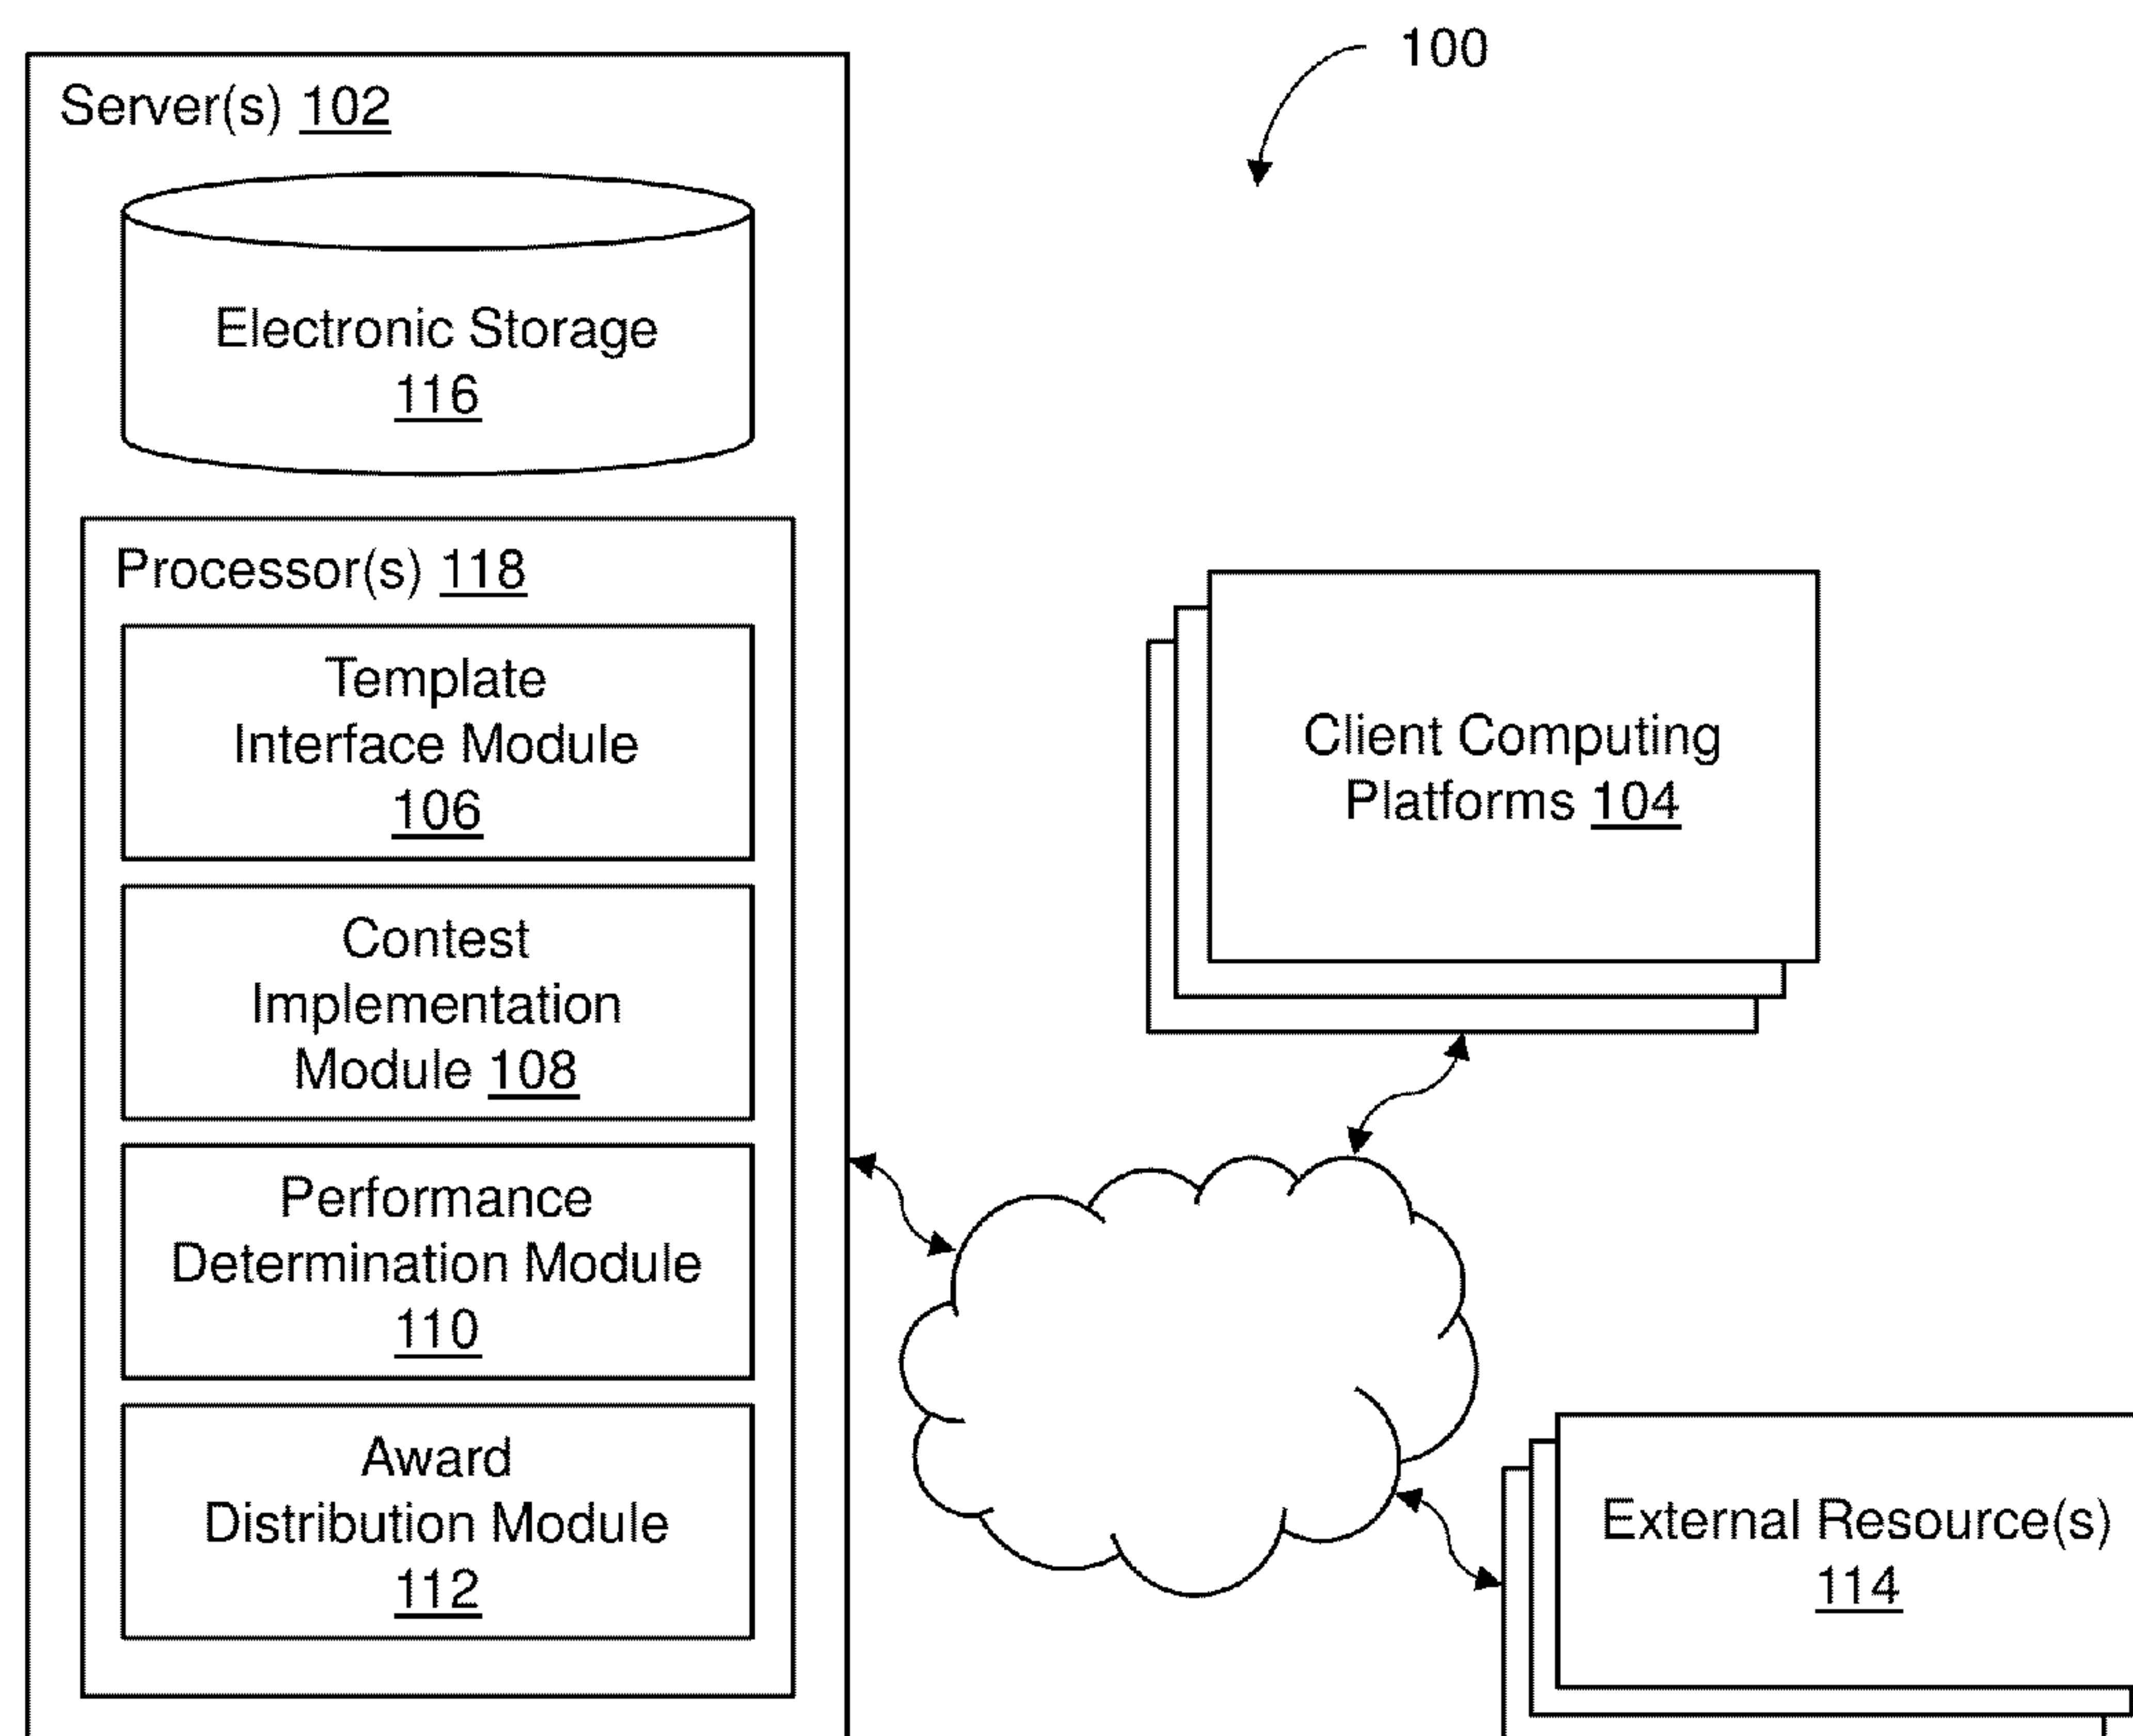 100
Server(s) 102
Electronic Storage
116
Processor(s) 118
Template
Interface Module
106
Contest
Implementation
Module 108
Performance
Determination Module
110
Award
Distribution Module
112
Client Computing
Platforms 104
External Resource(s)
114